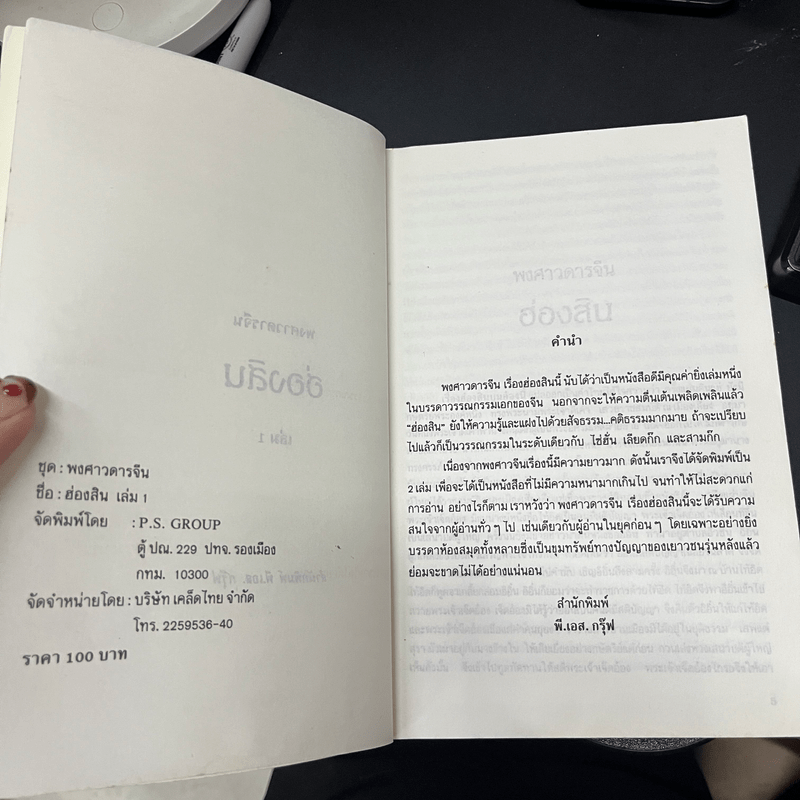 ชุด : พงศาวดารจีน
ชื่อ : ฮ่องสิน เล่ม 1
จัดพิมพ์โดย : P.S. GROUP
ตู้ ปณ. 229 ปทจ. รองเมือง
กทม. 10300
จัดจำหน่ายโดย : บริษัท เคล็ดไทย จำกัด
โทร. 2259536-40
ราคา 100 บาท
พงศาวดารจีน
ฮ่องสิน
คำนำ
พงศาวดารจีน เรื่องฮ่องสินนี้ นับได้ว่าเป็นหนังสือดีมีคุณค่ายิ่งเล่มหนึ่ง
ในบรรดาวรรณกรรมเอกของจีน นอกจากจะให้ความตื่นเต้นเพลิดเพลินแล้ว
"ฮ่องสิน" ยังให้ความรู้และแฝงไปด้วยสัจธรรม...คติธรรมมากมาย ถ้าจะเปรียบ
ไปแล้วก็เป็นวรรณกรรมในระดับเดียวกับ ไซ่ฮั่น เลียดก๊ก และสามก๊ก
เนื่องจากพงศาวดารจีนเรื่องนี้มีความยาวมาก ดังนั้นเราจึงได้จัดพิมพ์เป็น
2 เล่ม เพื่อจะได้เป็นหนังสือที่ไม่มีความหนามากเกินไป จนทำให้ไม่สะดวกแก่
การอ่าน อย่างไรก็ตาม เราหวังว่า พงศาวดารจีน เรื่องฮ่องสินนี้จะได้รับความ
สนใจจากผู้อ่านทั่ว ๆ ไป เช่นเดียวกับผู้อ่านในยุคก่อน ๆ โดยเฉพาะอย่างยิ่ง
บรรดาห้องสมุดทั้งหลายซึ่งเป็นขุมทรัพย์ทางปัญญาของเยาวชนรุ่นหลังแล้ว
ย่อมจะขาดไม่ได้อย่างแน่นอน
สำนักพิมพ์
พี.เอส. กรุ๊ฟ